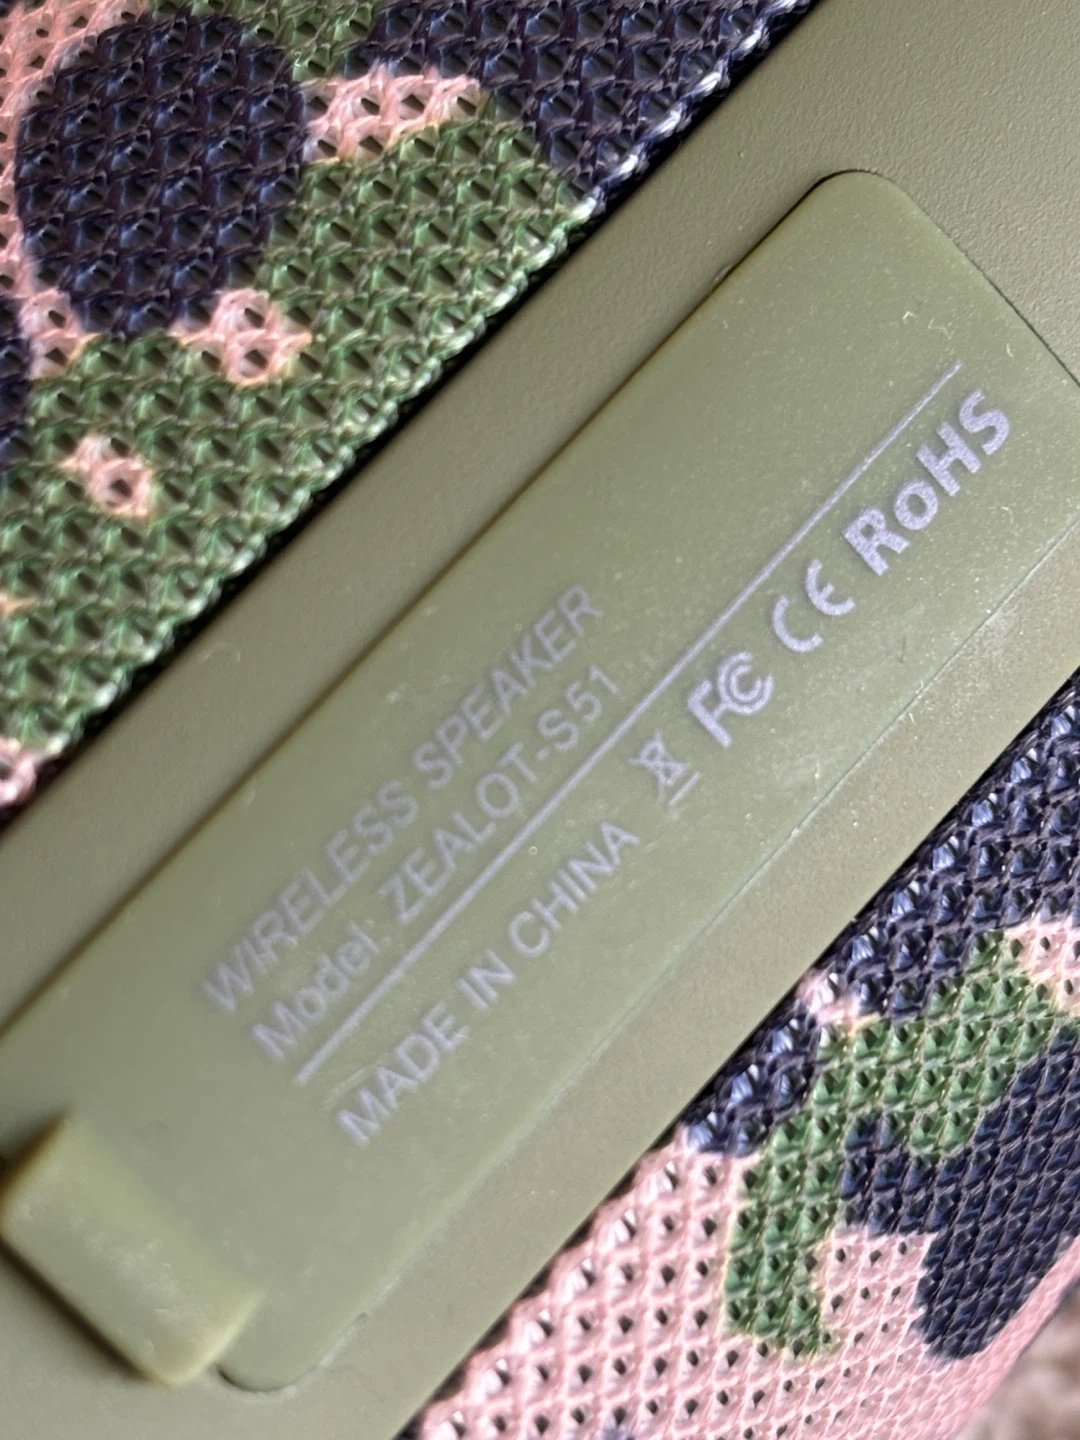 WIRELESS SPEAKER
Model: ZEALOT-S51
MADE IN CHINA FC CE RoHS